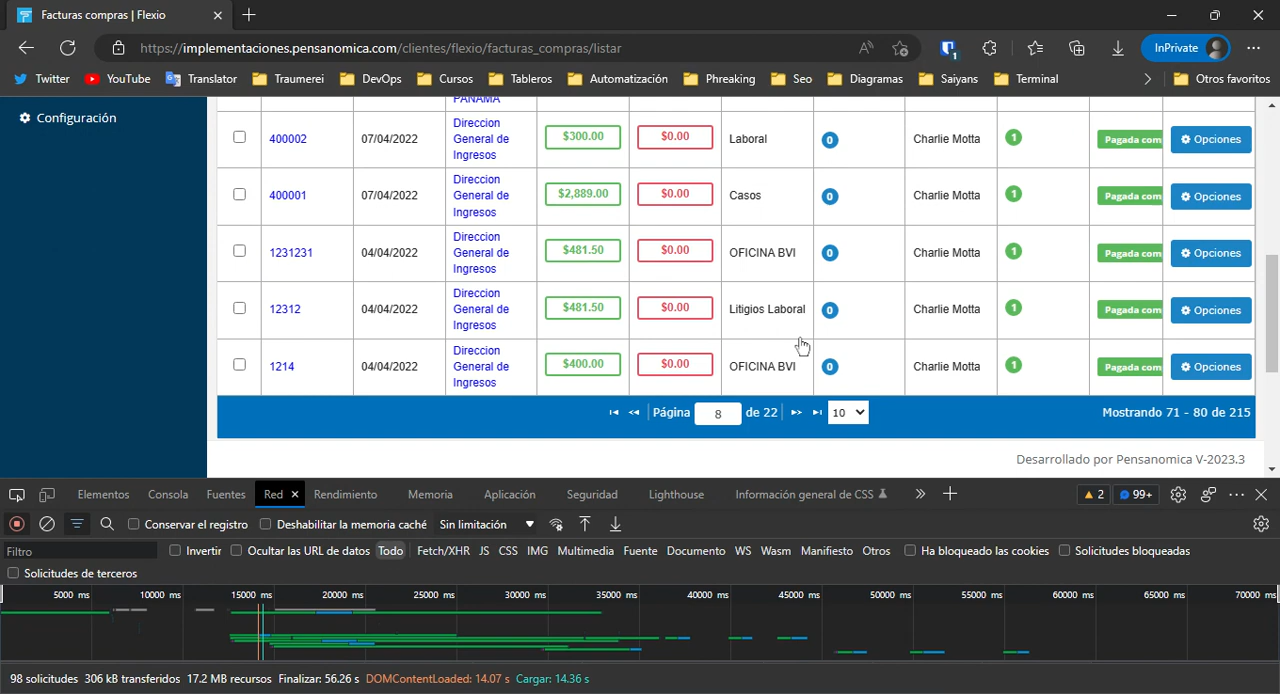 Facturas compras | Flexio
https://implementaciones.pensanomica.com/clientes/flexio/facturas_compras/listar
1
InPrivate
Twitter YouTube Translator Traumerei DevOps Cursos Tableros Automatización Phreaking Seo Diagramas Saiyans Terminal Otros favoritos
Configuración
PANAMA
400002 07/04/2022 Direccion General de Ingresos $300.00 $0.00 Laboral 0 Charlie Motta 1 Pagada com Opciones
400001 07/04/2022 Direccion General de Ingresos $2,889.00 $0.00 Casos 0 Charlie Motta 1 Pagada com Opciones
1231231 04/04/2022 Direccion General de Ingresos $481.50 $0.00 OFICINA BVI 0 Charlie Motta 1 Pagada com Opciones
12312 04/04/2022 Direccion General de Ingresos $481.50 $0.00 Litigios Laboral 0 Charlie Motta 1 Pagada com Opciones
1214 04/04/2022 Direccion General de Ingresos $400.00 $0.00 OFICINA BVI 0 Charlie Motta 1 Pagada com Opciones
Página 8 de 22 10 Mostrando 71 - 80 de 215
Desarrollado por Pensanomica V-2023.3
Elementos Consola Fuentes Red Rendimiento Memoria Aplicación Seguridad Lighthouse Información general de CSS 2 99+
Conservar el registro Deshabilitar la memoria caché Sin limitación
Filtro Invertir Ocultar las URL de datos Todo Fetch/XHR JS CSS IMG Multimedia Fuente Documento WS Wasm Manifiesto Otros Ha bloqueado las cookies Solicitudes bloqueadas
Solicitudes de terceros
5000 ms 10000 ms 15000 ms 20000 ms 25000 ms 30000 ms 35000 ms 40000 ms 45000 ms 50000 ms 55000 ms 60000 ms 65000 ms 70000 ms
98 solicitudes 306 kB transferidos 17.2 MB recursos Finalizar: 56.26 s DOMContentLoaded: 14.07 s Cargar: 14.36 s